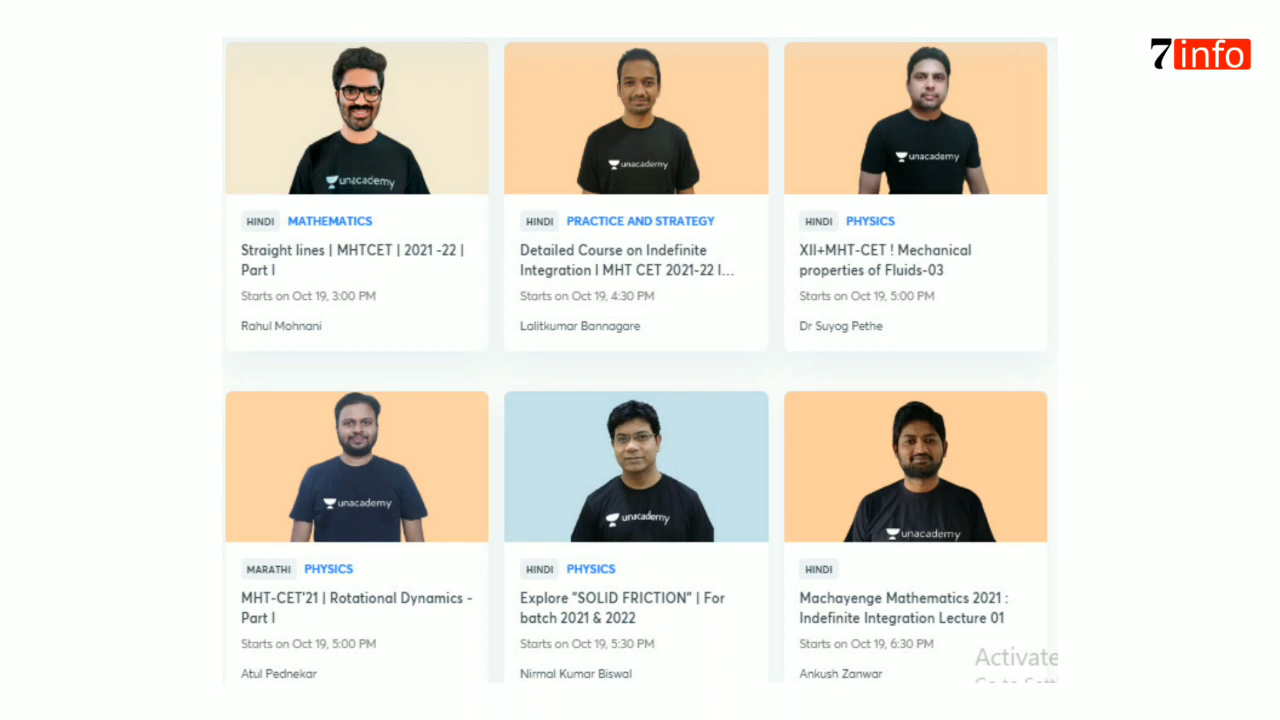 7info
unacademy
unacademy
unacademy
HINDI MATHEMATICS
Straight lines | MHTCET | 2021 -22 |
Part I
Starts on Oct 19, 3:00 PM
Rahul Mohnani
HINDI PRACTICE AND STRATEGY
Detailed Course on Indefinite
Integration I MHT CET 2021-22 I...
Starts on Oct 19, 4:30 PM
Lalitkumar Bannagare
HINDI PHYSICS
XII+MHT-CET ! Mechanical
properties of Fluids-03
Starts on Oct 19, 5:00 PM
Dr Suyog Pethe
unacademy
unacademy
unacademy
MARATHI PHYSICS
MHT-CET'21 | Rotational Dynamics -
Part I
Starts on Oct 19, 5:00 PM
Atul Pednekar
HINDI PHYSICS
Explore "SOLID FRICTION" | For
batch 2021 & 2022
Starts on Oct 19, 5:30 PM
Nirmal Kumar Biswal
HINDI
Machayenge Mathematics 2021 :
Indefinite Integration Lecture 01
Starts on Oct 19, 6:30 PM
Ankush Zanwar
Activate